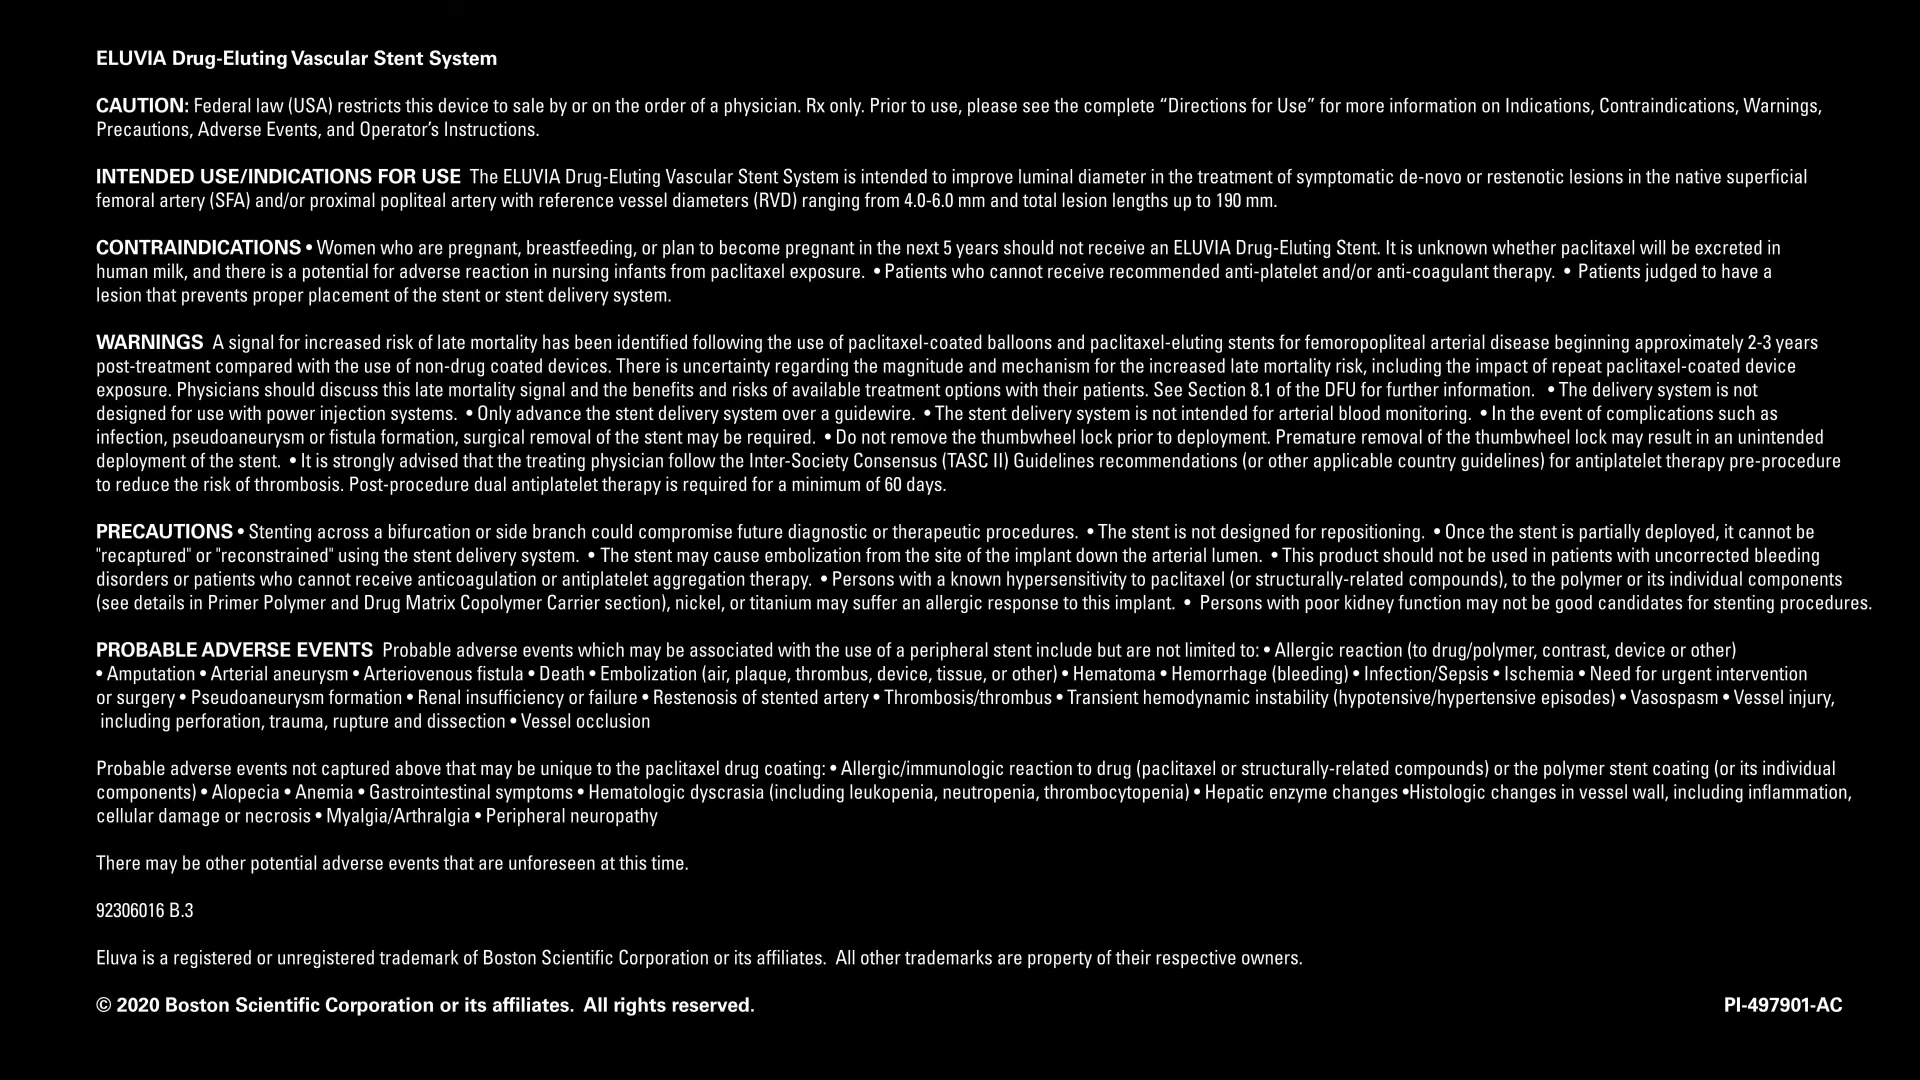 ELUVIA Drug-Eluting Vascular Stent System
CAUTION: Federal law (USA) restricts this device to sale by or on the order of a physician. Rx only. Prior to use, please see the complete “Directions for Use” for more information on Indications, Contraindications, Warnings,
Precautions, Adverse Events, and Operator’s Instructions.
INTENDED USE/INDICATIONS FOR USE The ELUVIA Drug-Eluting Vascular Stent System is intended to improve luminal diameter in the treatment of symptomatic de-novo or restenotic lesions in the native superficial
femoral artery (SFA) and/or proximal popliteal artery with reference vessel diameters (RVD) ranging from 4.0-6.0 mm and total lesion lengths up to 190 mm.
CONTRAINDICATIONS • Women who are pregnant, breastfeeding, or plan to become pregnant in the next 5 years should not receive an ELUVIA Drug-Eluting Stent. It is unknown whether paclitaxel will be excreted in
human milk, and there is a potential for adverse reaction in nursing infants from paclitaxel exposure. • Patients who cannot receive recommended anti-platelet and/or anti-coagulant therapy. • Patients judged to have a
lesion that prevents proper placement of the stent or stent delivery system.
WARNINGS A signal for increased risk of late mortality has been identified following the use of paclitaxel-coated balloons and paclitaxel-eluting stents for femoropopliteal arterial disease beginning approximately 2-3 years
post-treatment compared with the use of non-drug coated devices. There is uncertainty regarding the magnitude and mechanism for the increased late mortality risk, including the impact of repeat paclitaxel-coated device
exposure. Physicians should discuss this late mortality signal and the benefits and risks of available treatment options with their patients. See Section 8.1 of the DFU for further information. • The delivery system is not
designed for use with power injection systems. • Only advance the stent delivery system over a guidewire. • The stent delivery system is not intended for arterial blood monitoring. • In the event of complications such as
infection, pseudoaneurysm or fistula formation, surgical removal of the stent may be required. • Do not remove the thumbwheel lock prior to deployment. Premature removal of the thumbwheel lock may result in an unintended
deployment of the stent. • It is strongly advised that the treating physician follow the Inter-Society Consensus (TASC II) Guidelines recommendations (or other applicable country guidelines) for antiplatelet therapy pre-procedure
to reduce the risk of thrombosis. Post-procedure dual antiplatelet therapy is required for a minimum of 60 days.
PRECAUTIONS • Stenting across a bifurcation or side branch could compromise future diagnostic or therapeutic procedures. • The stent is not designed for repositioning. • Once the stent is partially deployed, it cannot be
"recaptured" or "reconstrained" using the stent delivery system. • The stent may cause embolization from the site of the implant down the arterial lumen. • This product should not be used in patients with uncorrected bleeding
disorders or patients who cannot receive anticoagulation or antiplatelet aggregation therapy. • Persons with a known hypersensitivity to paclitaxel (or structurally-related compounds), to the polymer or its individual components
(see details in Primer Polymer and Drug Matrix Copolymer Carrier section), nickel, or titanium may suffer an allergic response to this implant. • Persons with poor kidney function may not be good candidates for stenting procedures.
PROBABLE ADVERSE EVENTS Probable adverse events which may be associated with the use of a peripheral stent include but are not limited to: • Allergic reaction (to drug/polymer, contrast, device or other)
• Amputation • Arterial aneurysm • Arteriovenous fistula • Death • Embolization (air, plaque, thrombus, device, tissue, or other) • Hematoma • Hemorrhage (bleeding) • Infection/Sepsis • Ischemia • Need for urgent intervention
or surgery • Pseudoaneurysm formation • Renal insufficiency or failure • Restenosis of stented artery • Thrombosis/thrombus • Transient hemodynamic instability (hypotensive/hypertensive episodes) • Vasospasm • Vessel injury,
including perforation, trauma, rupture and dissection • Vessel occlusion
Probable adverse events not captured above that may be unique to the paclitaxel drug coating: • Allergic/immunologic reaction to drug (paclitaxel or structurally-related compounds) or the polymer stent coating (or its individual
components) • Alopecia • Anemia • Gastrointestinal symptoms • Hematologic dyscrasia (including leukopenia, neutropenia, thrombocytopenia) • Hepatic enzyme changes •Histologic changes in vessel wall, including inflammation,
cellular damage or necrosis • Myalgia/Arthralgia • Peripheral neuropathy
There may be other potential adverse events that are unforeseen at this time.
92306016 B.3
Eluva is a registered or unregistered trademark of Boston Scientific Corporation or its affiliates. All other trademarks are property of their respective owners.
© 2020 Boston Scientific Corporation or its affiliates. All rights reserved.
PI-497901-AC